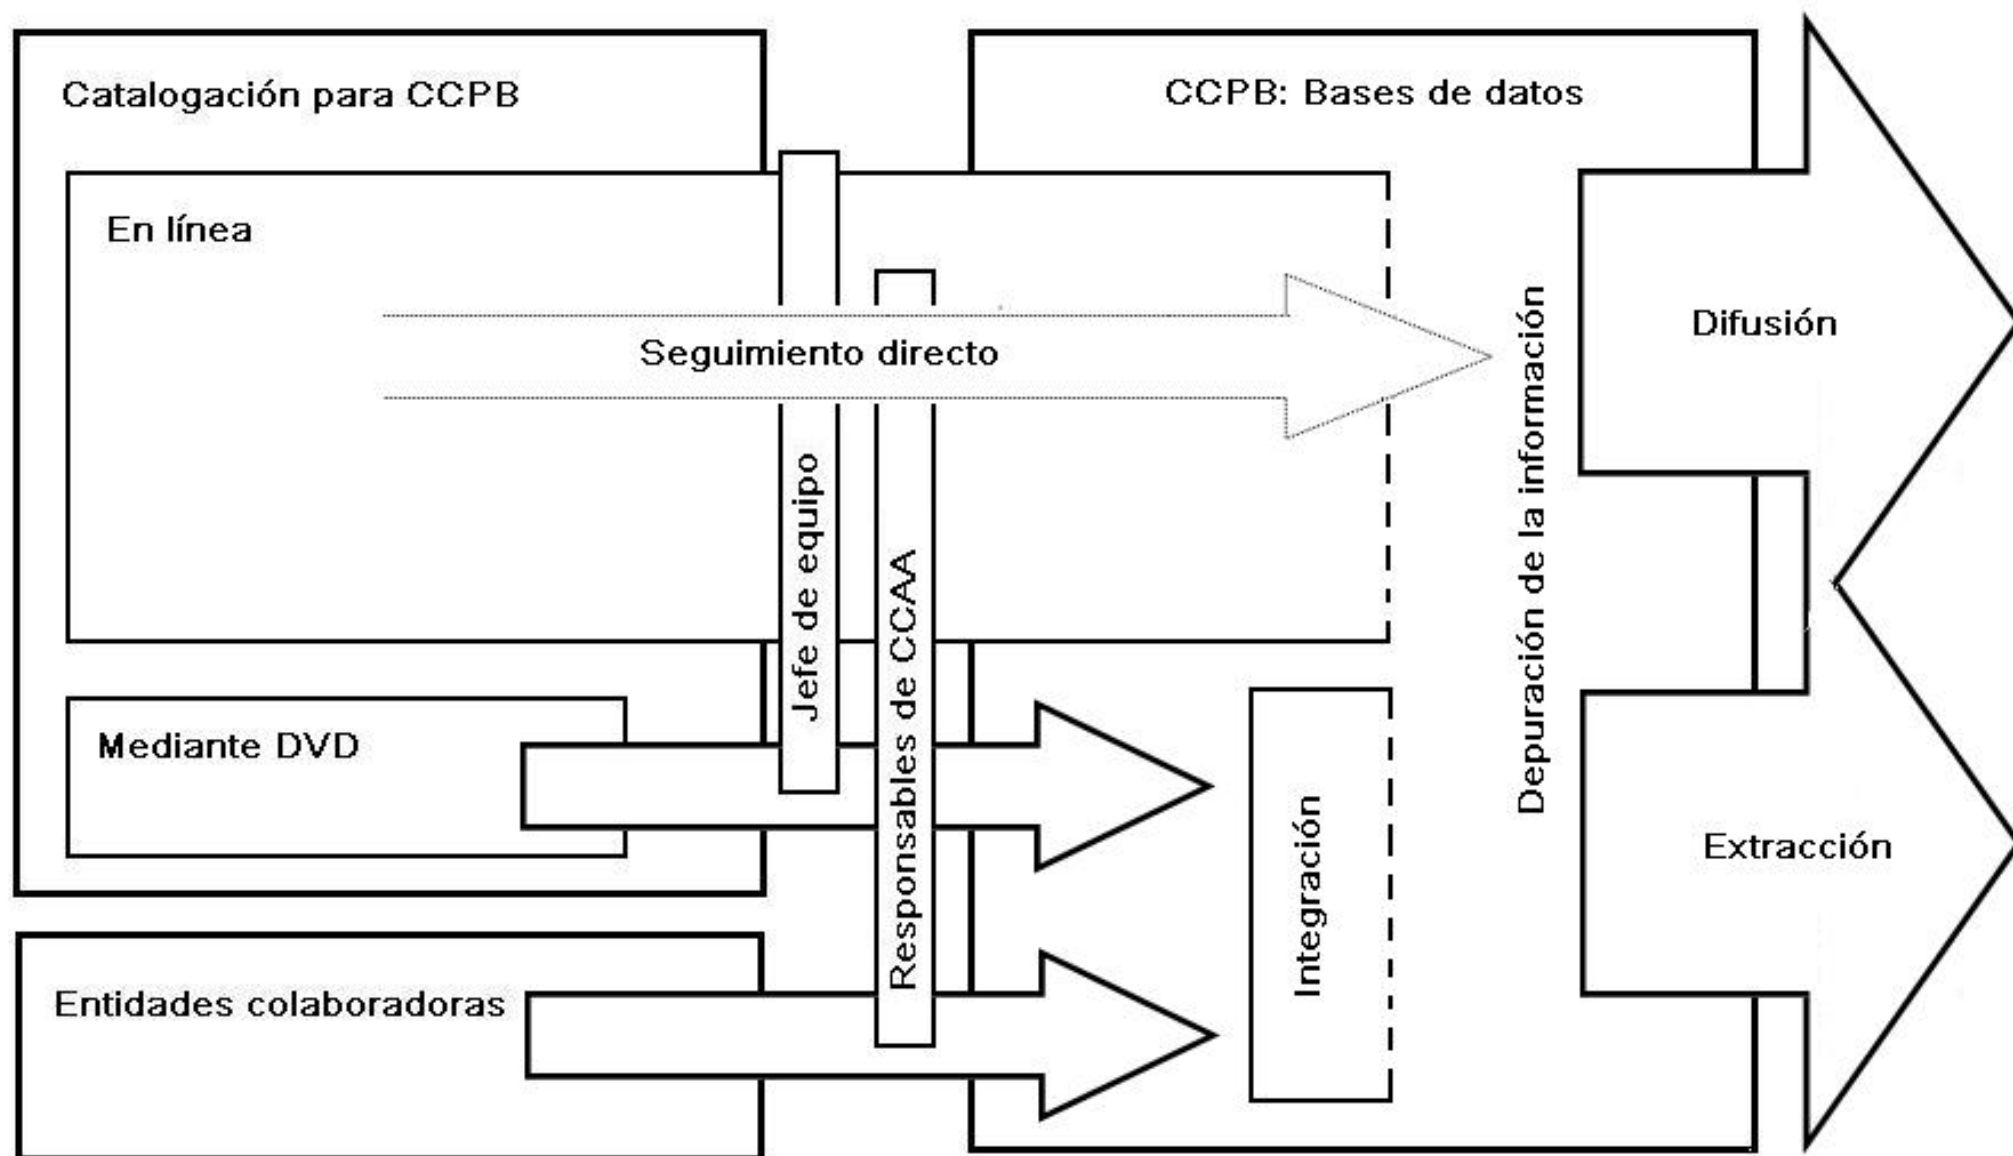 Catalogación para CCPB
CCPB: Bases de datos
En línea
Seguimiento directo
Jefe de equipo
Responsables de CCAA
Depuración de la información
Difusión
Mediante DVD
Integración
Extracción
Entidades colaboradoras